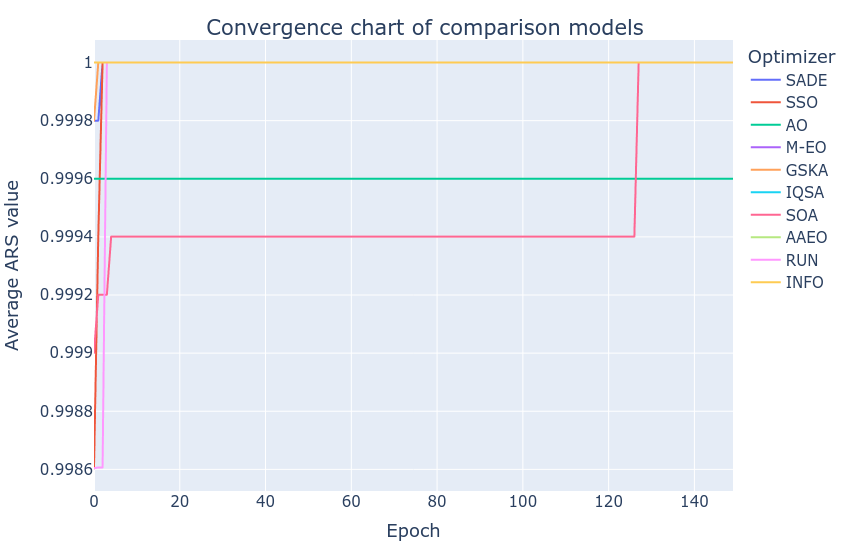 Convergence chart of comparison models
Average ARS value
1
0.9998
0.9996
0.9994
0.9992
0.999
0.9988
0.9986
0 20 40 60 80 100 120 140
Epoch
Optimizer
SADE
SSO
AO
M-EO
GSKA
IQSA
SOA
AAEO
RUN
INFO